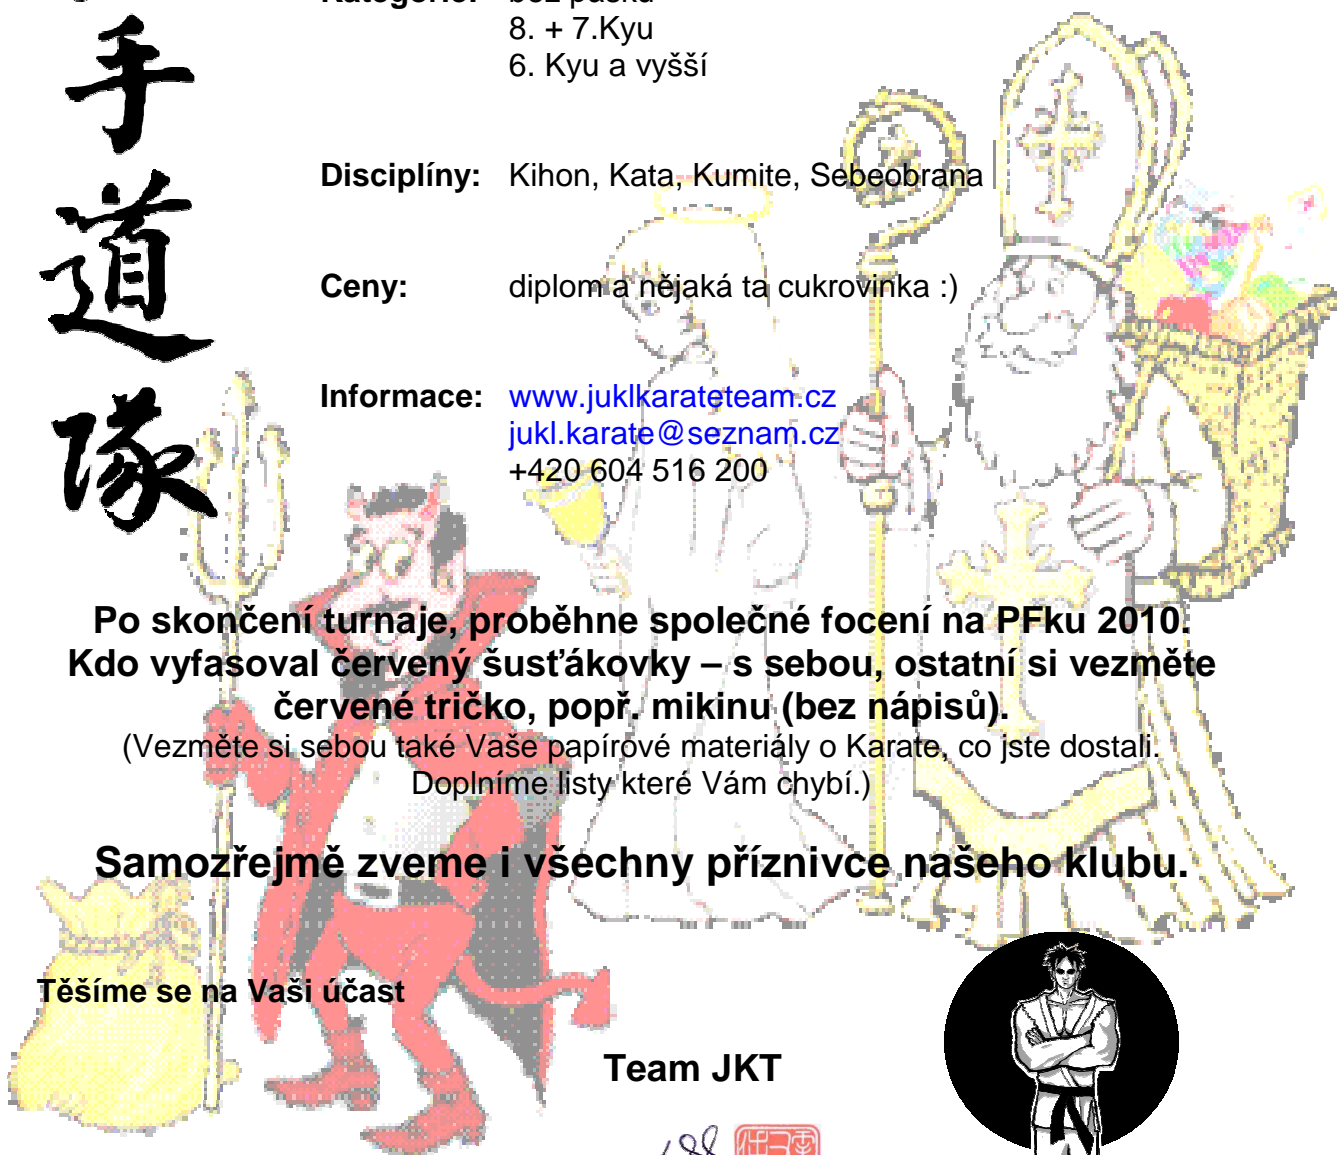 手
道
隊
Kategorie: bez pásku
8. + 7.Kyu
6. Kyu a vyšší
Disciplíny: Kihon, Kata, Kumite, Sebeobrana
Ceny: diplom a nějaká ta cukrovinka :)
Informace: www.juklkarateteam.cz
jukl.karate@seznam.cz
+420 604 516 200
Po skončení turnaje, proběhne společné focení na PFku 2010.
Kdo vyfasoval červený šusťákovky – s sebou, ostatní si vezměte
červené tričko, popř. mikinu (bez nápisů).
(Vezměte si sebou také Vaše papírové materiály o Karate, co jste dostali.
Doplníme listy které Vám chybí.)
Samozřejmě zveme i všechny příznivce našeho klubu.
Těšíme se na Vaši účast
Team JKT